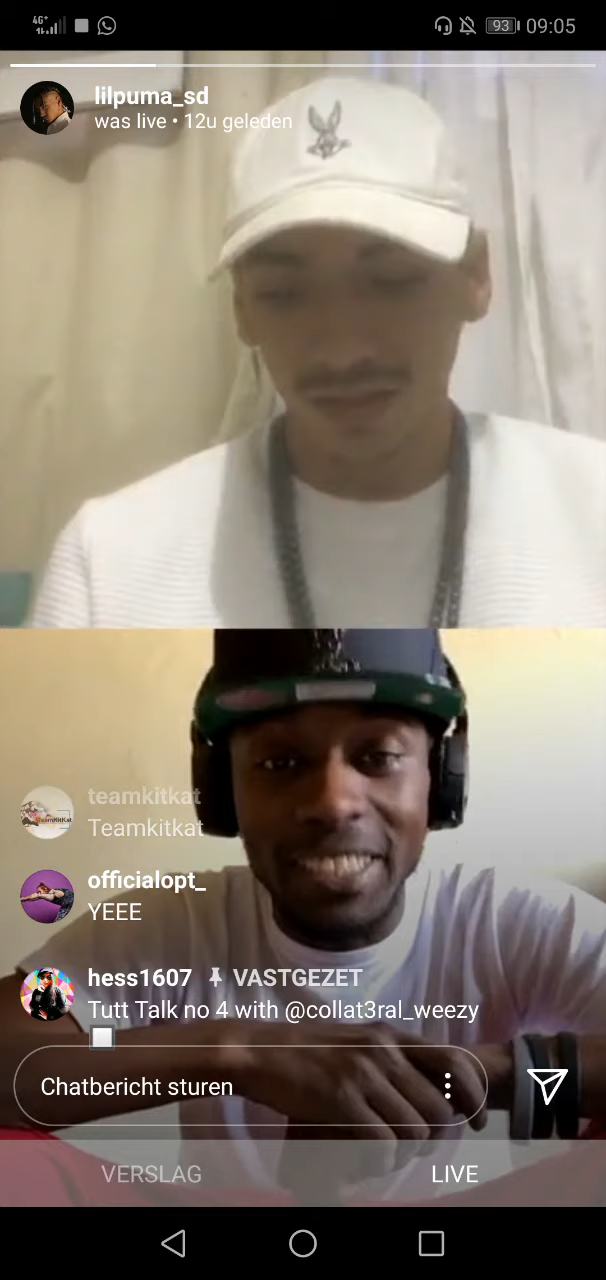 4G+
93
09:05
lilpuma_sd
was live • 12u geleden
teamkitkat
Teamkitkat
officialopt_
YEEE
hess1607 VASTGEZET
Tutt Talk no 4 with @collat3ral_weezy
Chatbericht sturen
VERSLAG
LIVE